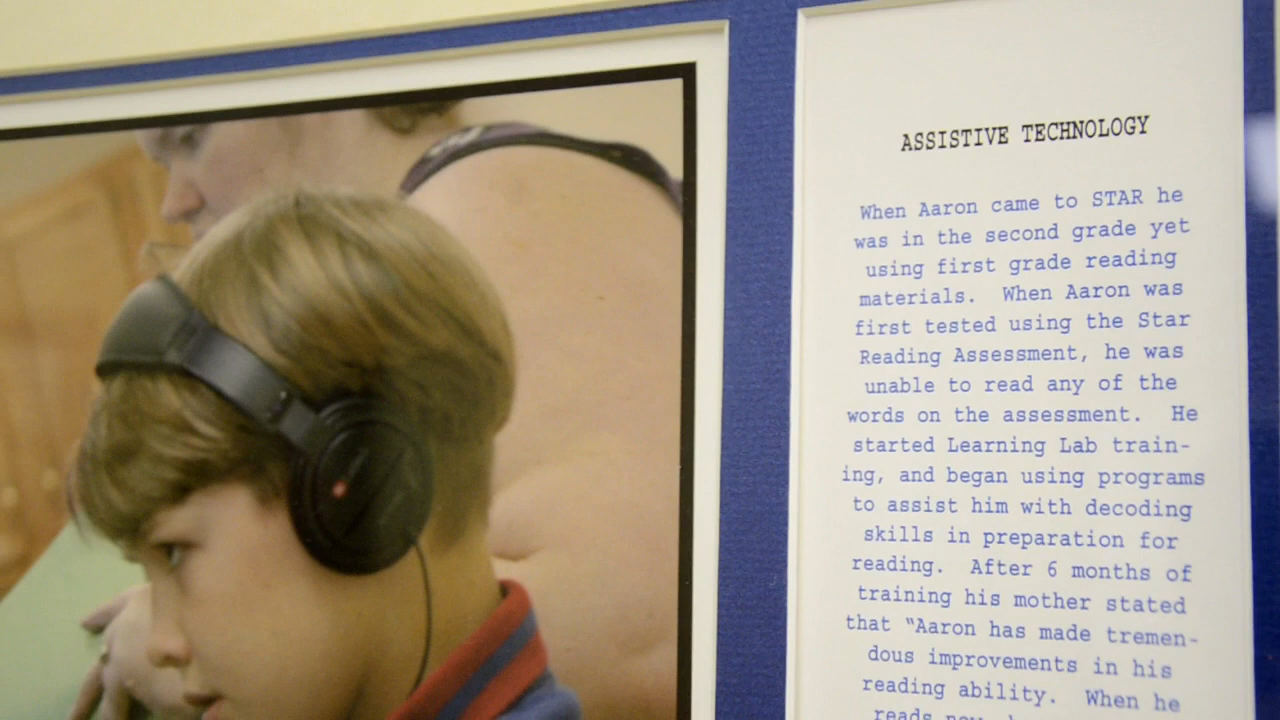 ASSISTIVE TECHNOLOGY
When Aaron came to STAR he
was in the second grade yet
using first grade reading
materials. When Aaron was
first tested using the Star
Reading Assessment, he was
unable to read any of the
words on the assessment. He
started Learning Lab train-
ing, and began using programs
to assist him with decoding
skills in preparation for
reading. After 6 months of
training his mother stated
that "Aaron has made tremen-
dous improvements in his
reading ability. When he
reads